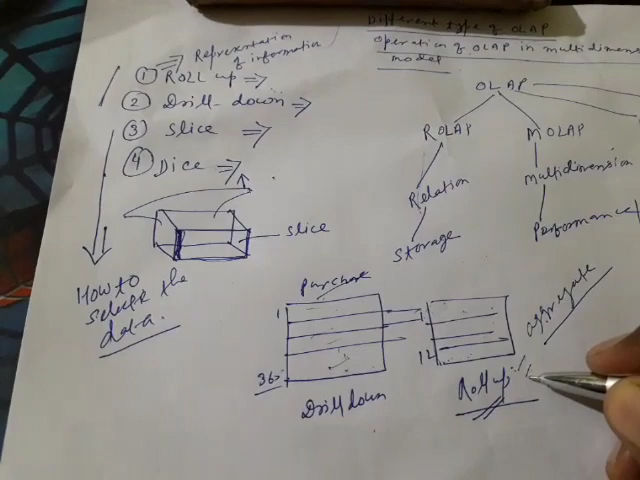 Different type of OLAP
operation of OLAP in multidimens
model
⇒ Representation
of information
① ROLL up ⇒
② Drill-down ⇒
③ Slice ⇒
④ Dice ⇒
Slice
How to
select the
data.
OLAP
ROLAP
MOLAP
Relation
Multidimension
Storage
Performance
Purchase
1
365
Drill down
1
12
Roll up
aggregate